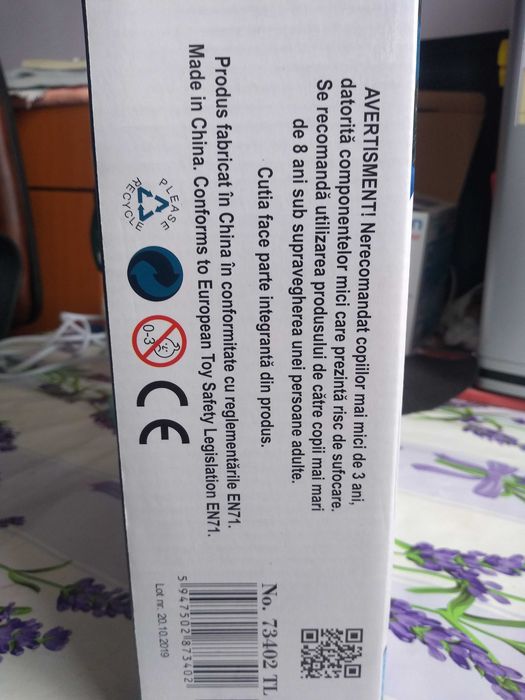 AVERTISMENT! Nerecomandat copiilor mai mici de 3 ani,
datorită componentelor mici care prezintă risc de sufocare.
Se recomandă utilizarea produsului de către copii mai mari
de 8 ani sub supravegherea unei persoane adulte.
Cutia face parte integrantă din produs.
Produs fabricat în China în conformitate cu reglementările EN71.
Made in China. Conforms to European Toy Safety Legislation EN71.
PLEASE
RECYCLE
0-3
CE
No. 73402 TL
5947502873402
Lot nr. 20.10.2019